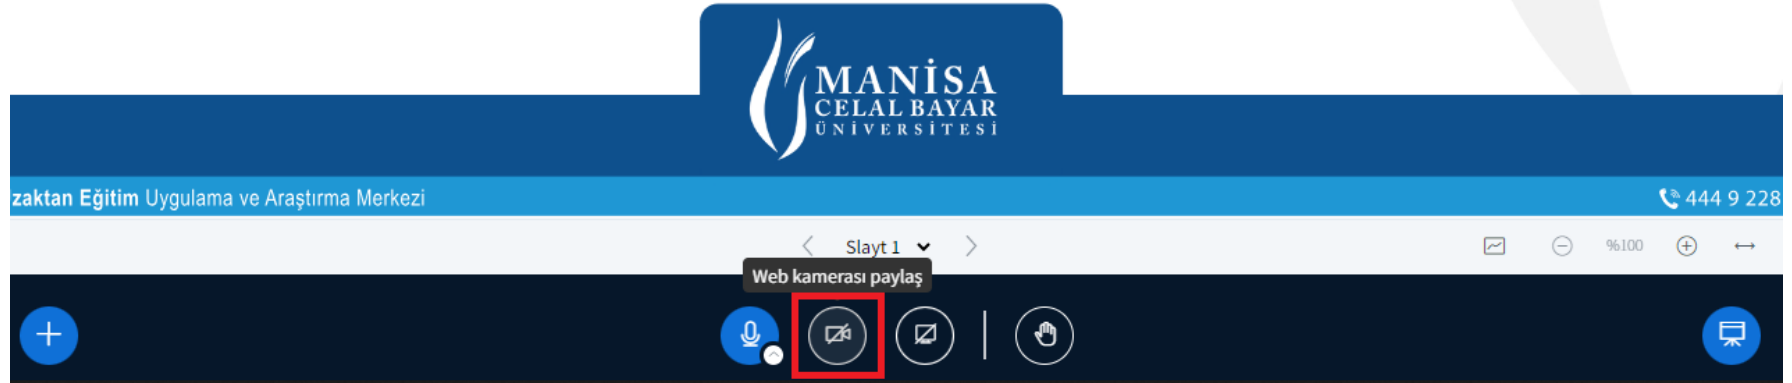 MANİSA
CELAL BAYAR
ÜNİVERSİTESİ
zaktan Eğitim Uygulama ve Araştırma Merkezi
444 9 228
Slayt 1
%100
Web kamerası paylaş